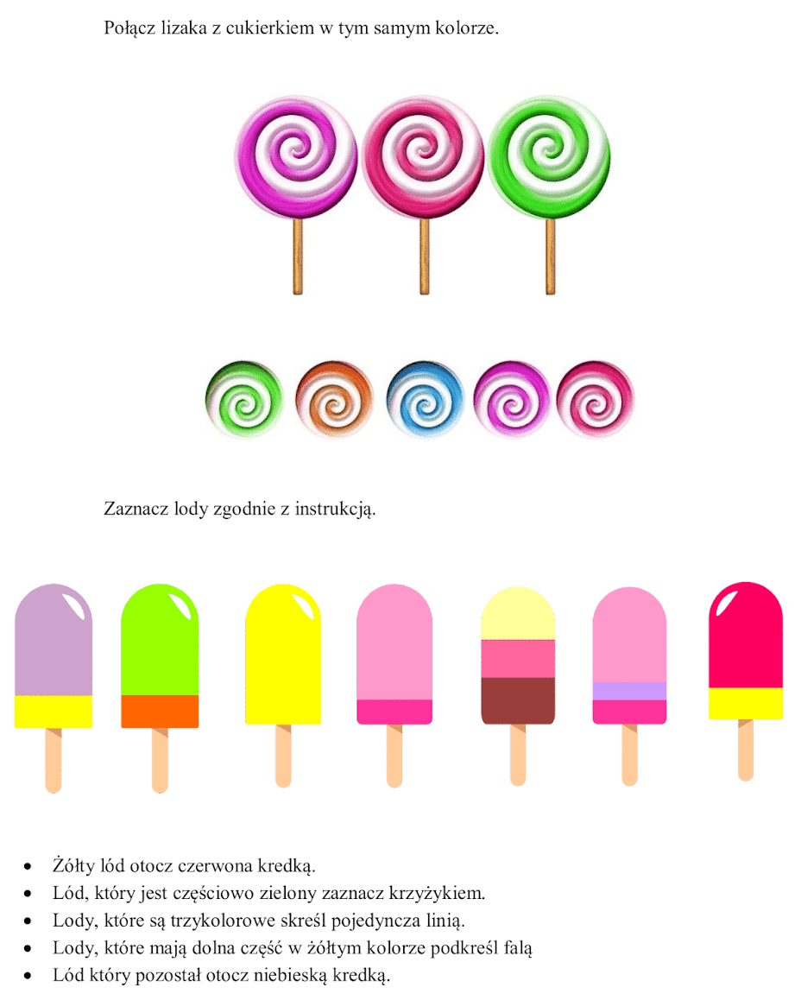 Połącz lizaka z cukierkiem w tym samym kolorze.
Zaznacz lody zgodnie z instrukcją.
• Żółty lód otocz czerwona kredką.
• Lód, który jest częściowo zielony zaznacz krzyżykiem.
• Lody, które są trzykolorowe skreśl pojedyncza linią.
• Lody, które mają dolna część w żółtym kolorze podkreśl falą
• Lód który pozostał otocz niebieską kredką.